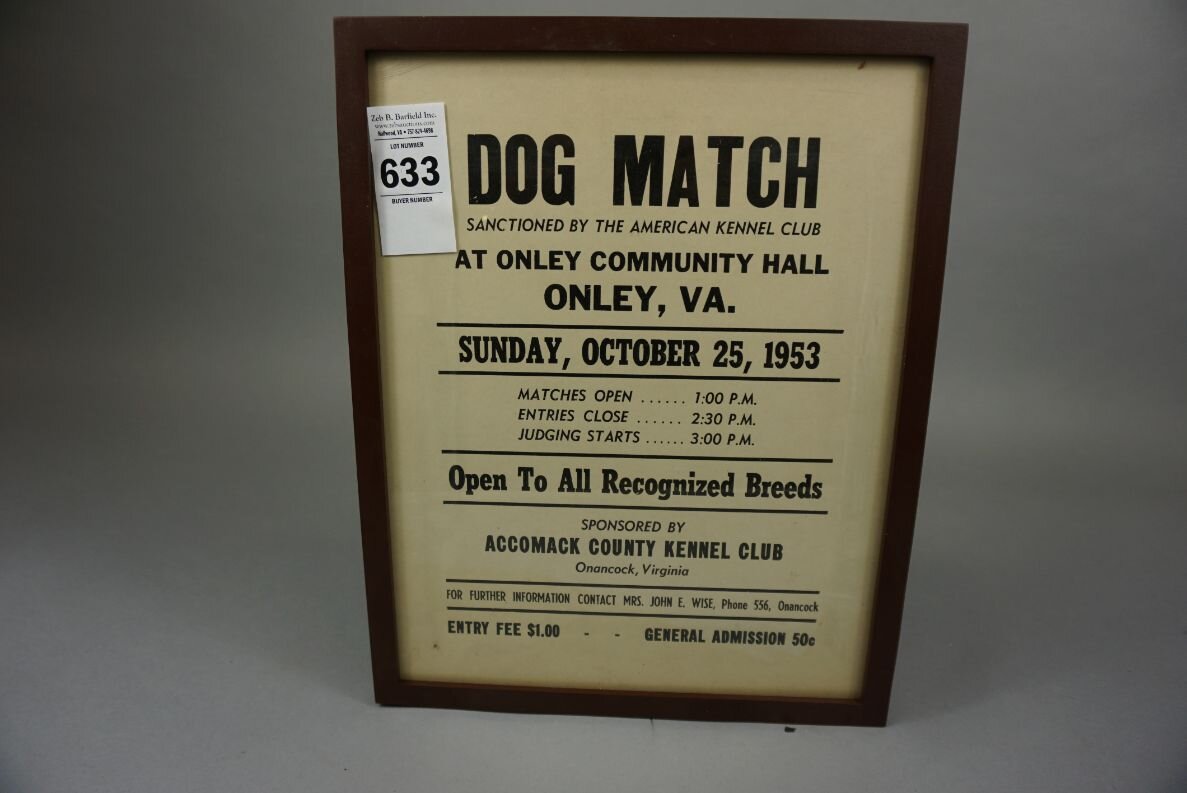 Zeb B. Barfield Inc.
LOT NUMBER
633
BUYER NUMBER
DOG MATCH
SANCTIONED BY THE AMERICAN KENNEL CLUB
AT ONLEY COMMUNITY HALL
ONLEY, VA.
SUNDAY, OCTOBER 25, 1953
MATCHES OPEN ...... 1:00 P.M.
ENTRIES CLOSE ...... 2:30 P.M.
JUDGING STARTS ...... 3:00 P.M.
Open To All Recognized Breeds
SPONSORED BY
ACCOMACK COUNTY KENNEL CLUB
Onancock, Virginia
FOR FURTHER INFORMATION CONTACT MRS. JOHN E. WISE, Phone 556, Onancock
ENTRY FEE $1.00 - - GENERAL ADMISSION 50c